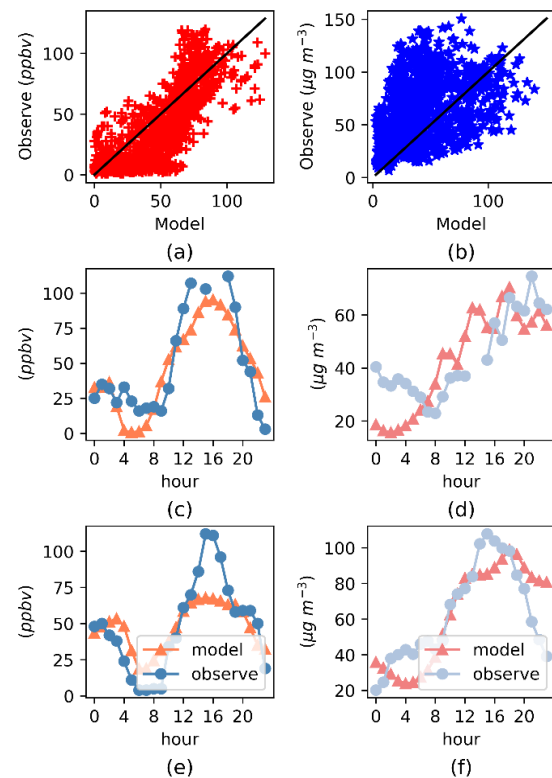 Observe (ppbv)
100
50
0
0
100
Model
(a)
Observe (μg m⁻³)
150
100
50
0
0
100
Model
(b)
(ppbv)
100
75
50
25
0
0 4 8 12 16 20
hour
(c)
(μg m⁻³)
60
40
20
0 4 8 12 16 20
hour
(d)
(ppbv)
100
75
50
25
0
model
observe
0 4 8 12 16 20
hour
(e)
(μg m⁻³)
100
80
60
40
20
model
observe
0 4 8 12 16 20
hour
(f)